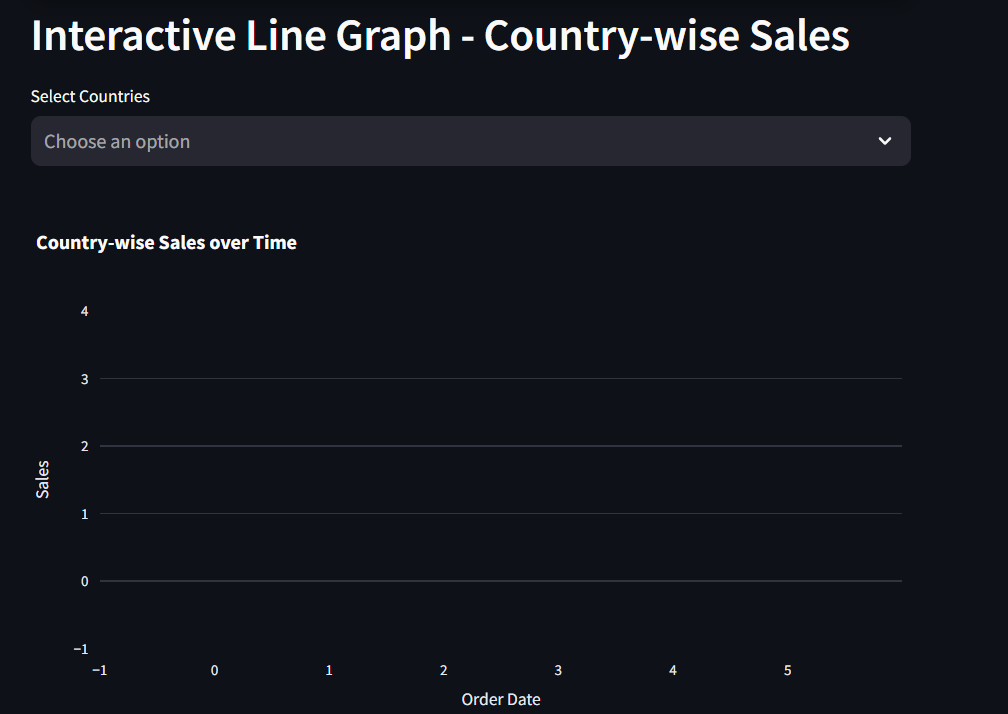 Interactive Line Graph - Country-wise Sales
Select Countries
Choose an option
Country-wise Sales over Time
4
3
2
1
0
−1
Sales
−1 0 1 2 3 4 5
Order Date